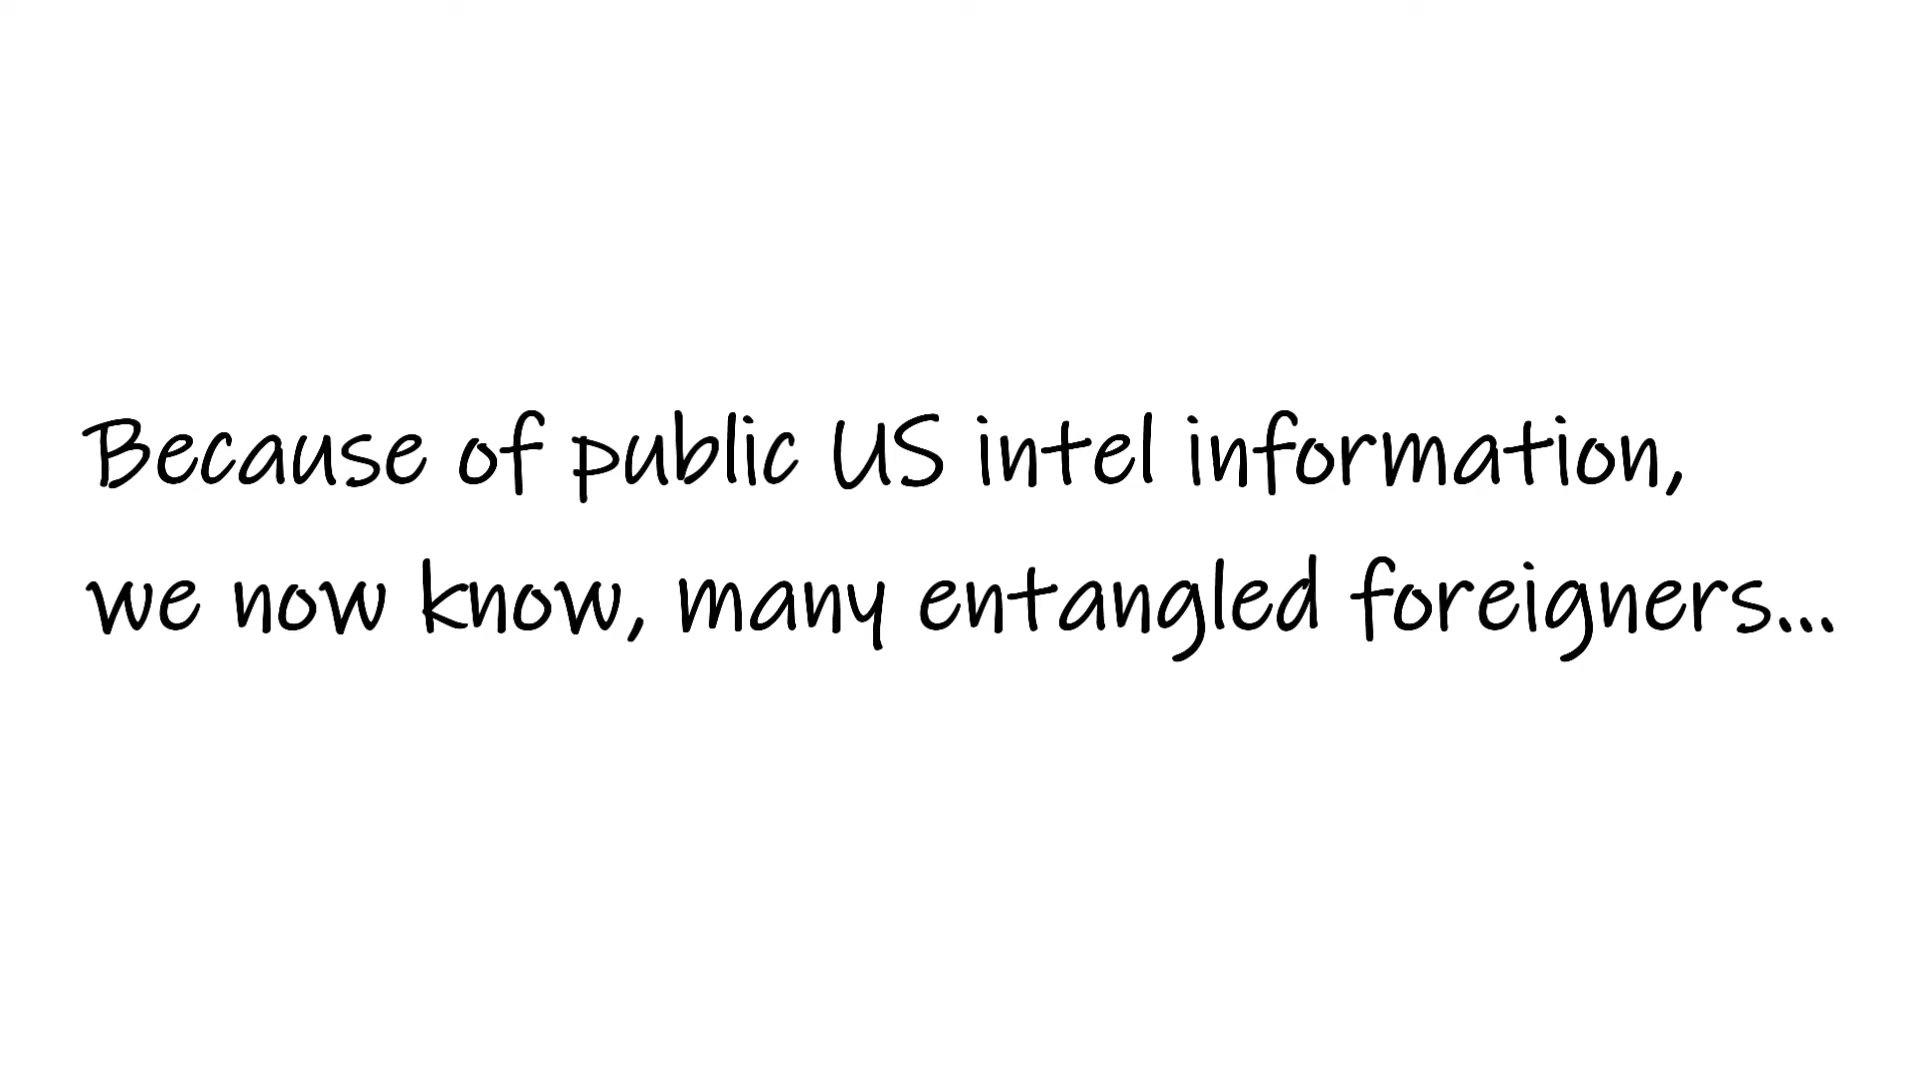 Because of public US intel information,
we now know, many entangled foreigners...